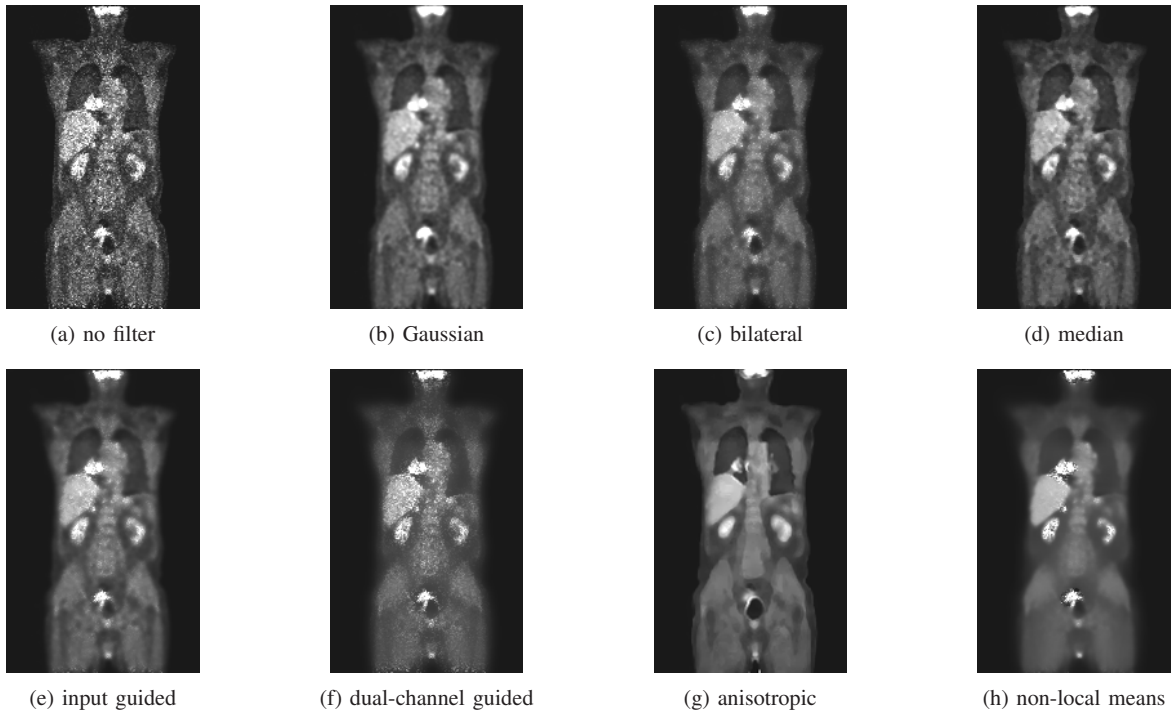 (a) no filter
(b) Gaussian
(c) bilateral
(d) median
(e) input guided
(f) dual-channel guided
(g) anisotropic
(h) non-local means